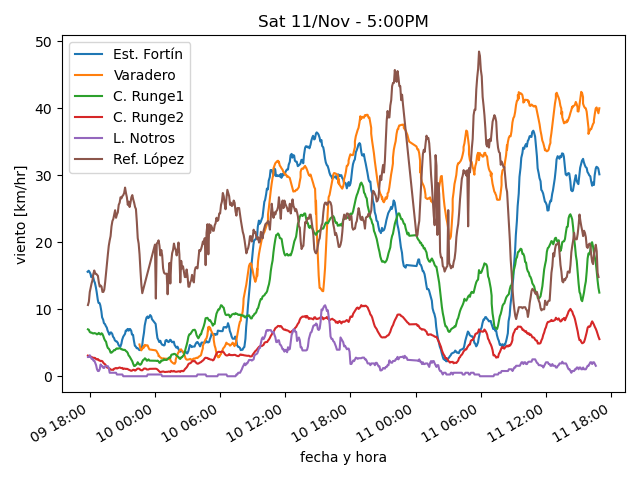 Sat 11/Nov - 5:00PM
50
40
30
20
10
0
viento [km/hr]
Est. Fortín
Varadero
C. Runge1
C. Runge2
L. Notros
Ref. López
09 18:00
10 00:00
10 06:00
10 12:00
10 18:00
11 00:00
11 06:00
11 12:00
11 18:00
fecha y hora